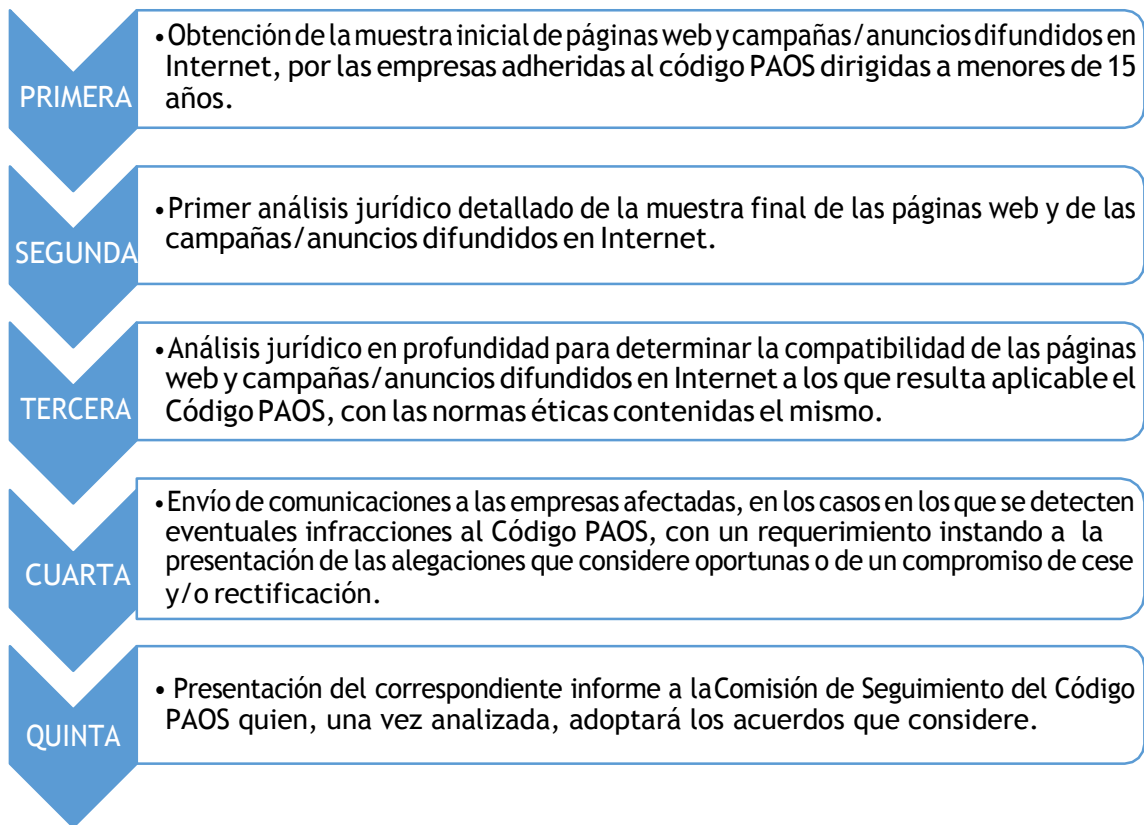 PRIMERA
•Obtención de la muestra inicial de páginas web y campañas/anuncios difundidos en
Internet, por las empresas adheridas al código PAOS dirigidas a menores de 15
años.
SEGUNDA
•Primer análisis jurídico detallado de la muestra final de las páginas web y de las
campañas/anuncios difundidos en Internet.
TERCERA
•Análisis jurídico en profundidad para determinar la compatibilidad de las páginas
web y campañas/anuncios difundidos en Internet a los que resulta aplicable el
Código PAOS, con las normas éticas contenidas el mismo.
CUARTA
•Envío de comunicaciones a las empresas afectadas, en los casos en los que se detecten
eventuales infracciones al Código PAOS, con un requerimiento instando a la
presentación de las alegaciones que considere oportunas o de un compromiso de cese
y/o rectificación.
QUINTA
• Presentación del correspondiente informe a la Comisión de Seguimiento del Código
PAOS quien, una vez analizada, adoptará los acuerdos que considere.